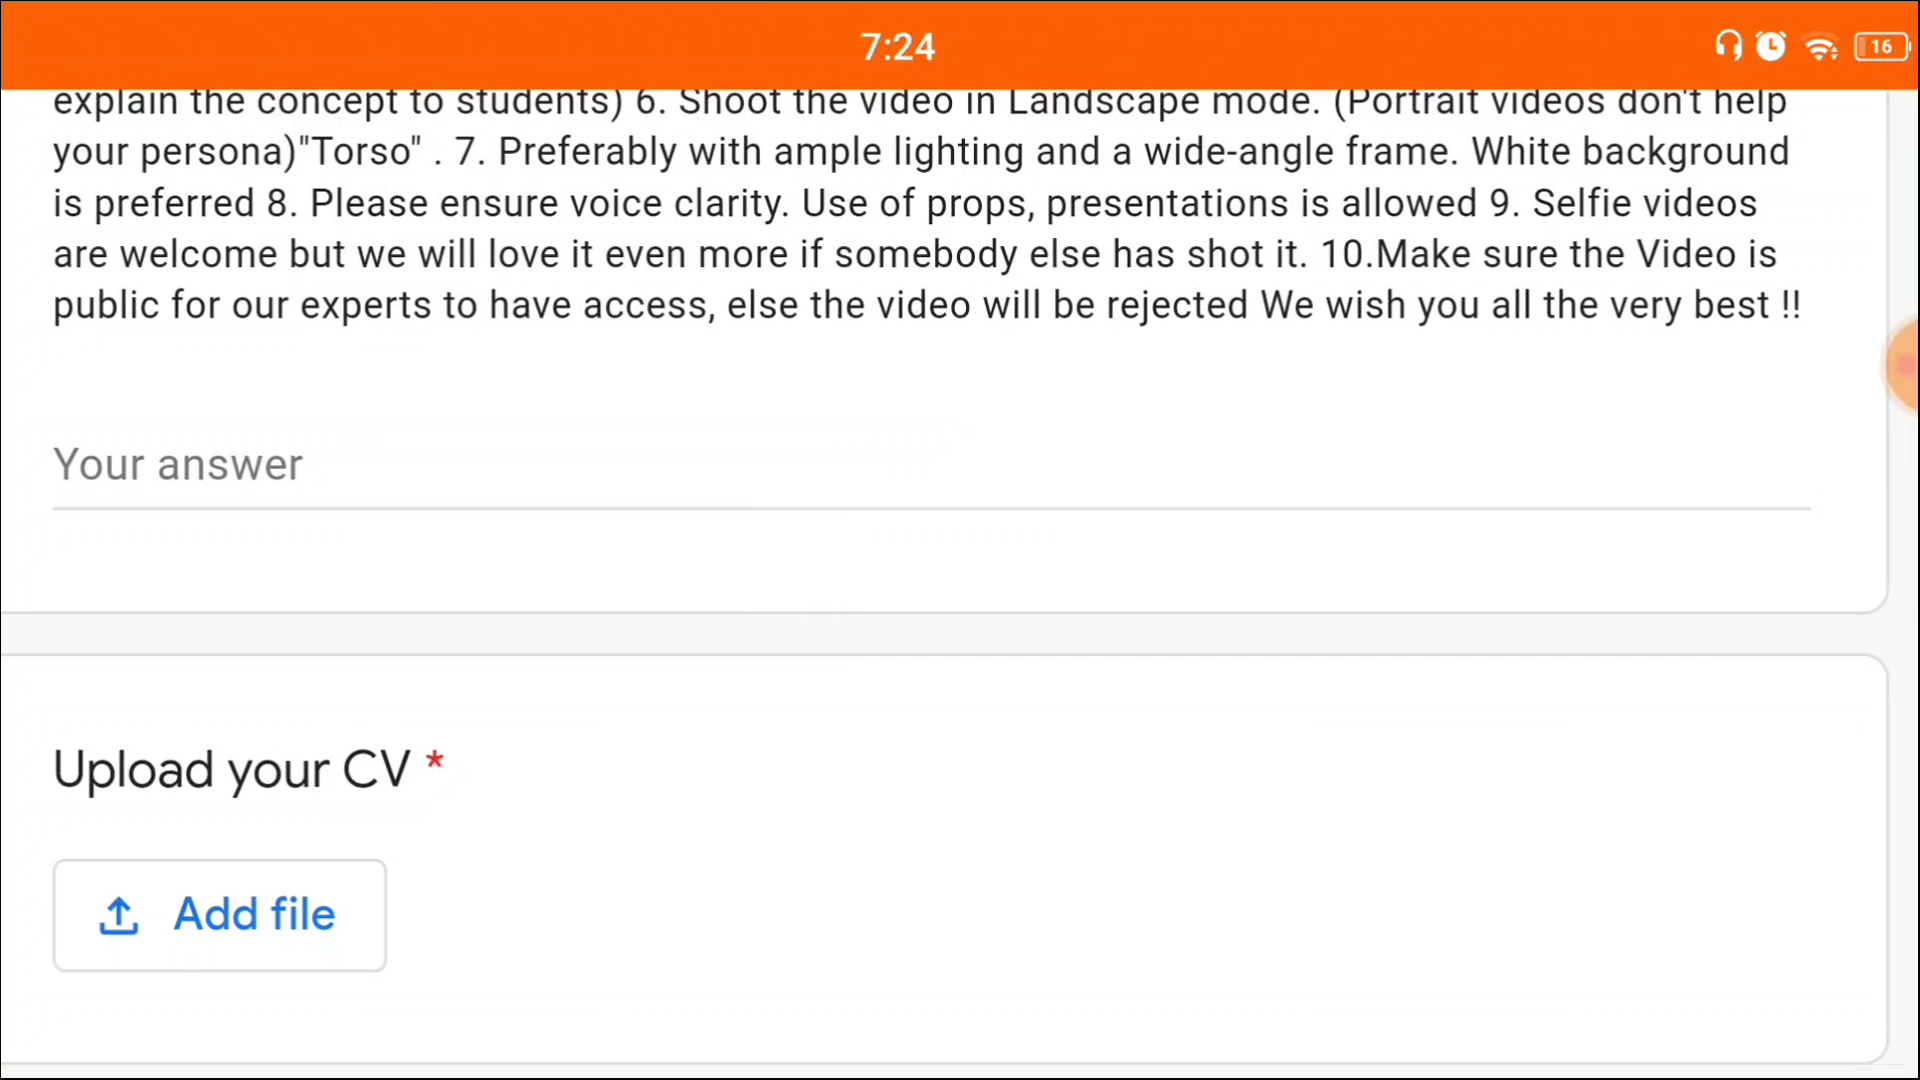 7:24
16
explain the concept to students) 6. Shoot the video in Landscape mode. (Portrait videos don't help
your persona)"Torso" . 7. Preferably with ample lighting and a wide-angle frame. White background
is preferred 8. Please ensure voice clarity. Use of props, presentations is allowed 9. Selfie videos
are welcome but we will love it even more if somebody else has shot it. 10.Make sure the Video is
public for our experts to have access, else the video will be rejected We wish you all the very best !!
Your answer
Upload your CV *
Add file